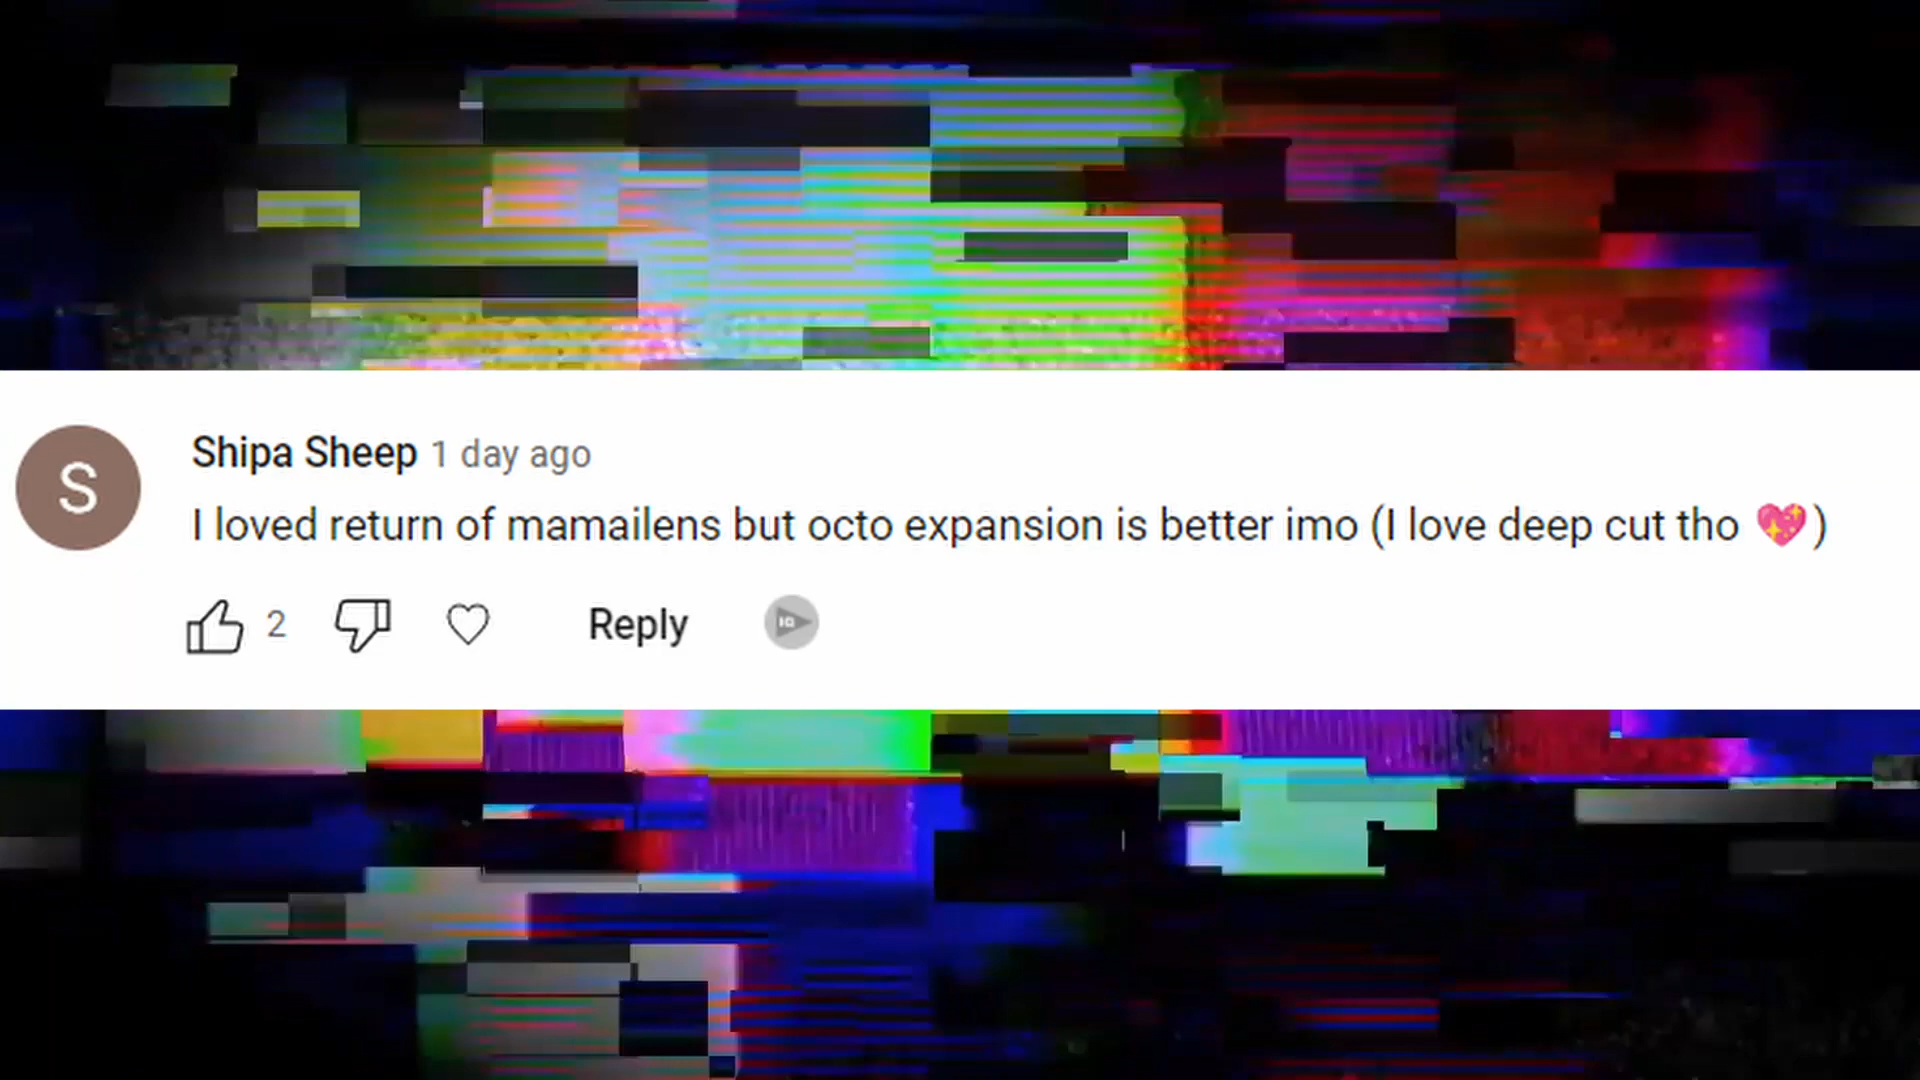 S
Shipa Sheep 1 day ago
I loved return of mamailens but octo expansion is better imo (I love deep cut tho 💖)
2 Reply IQ